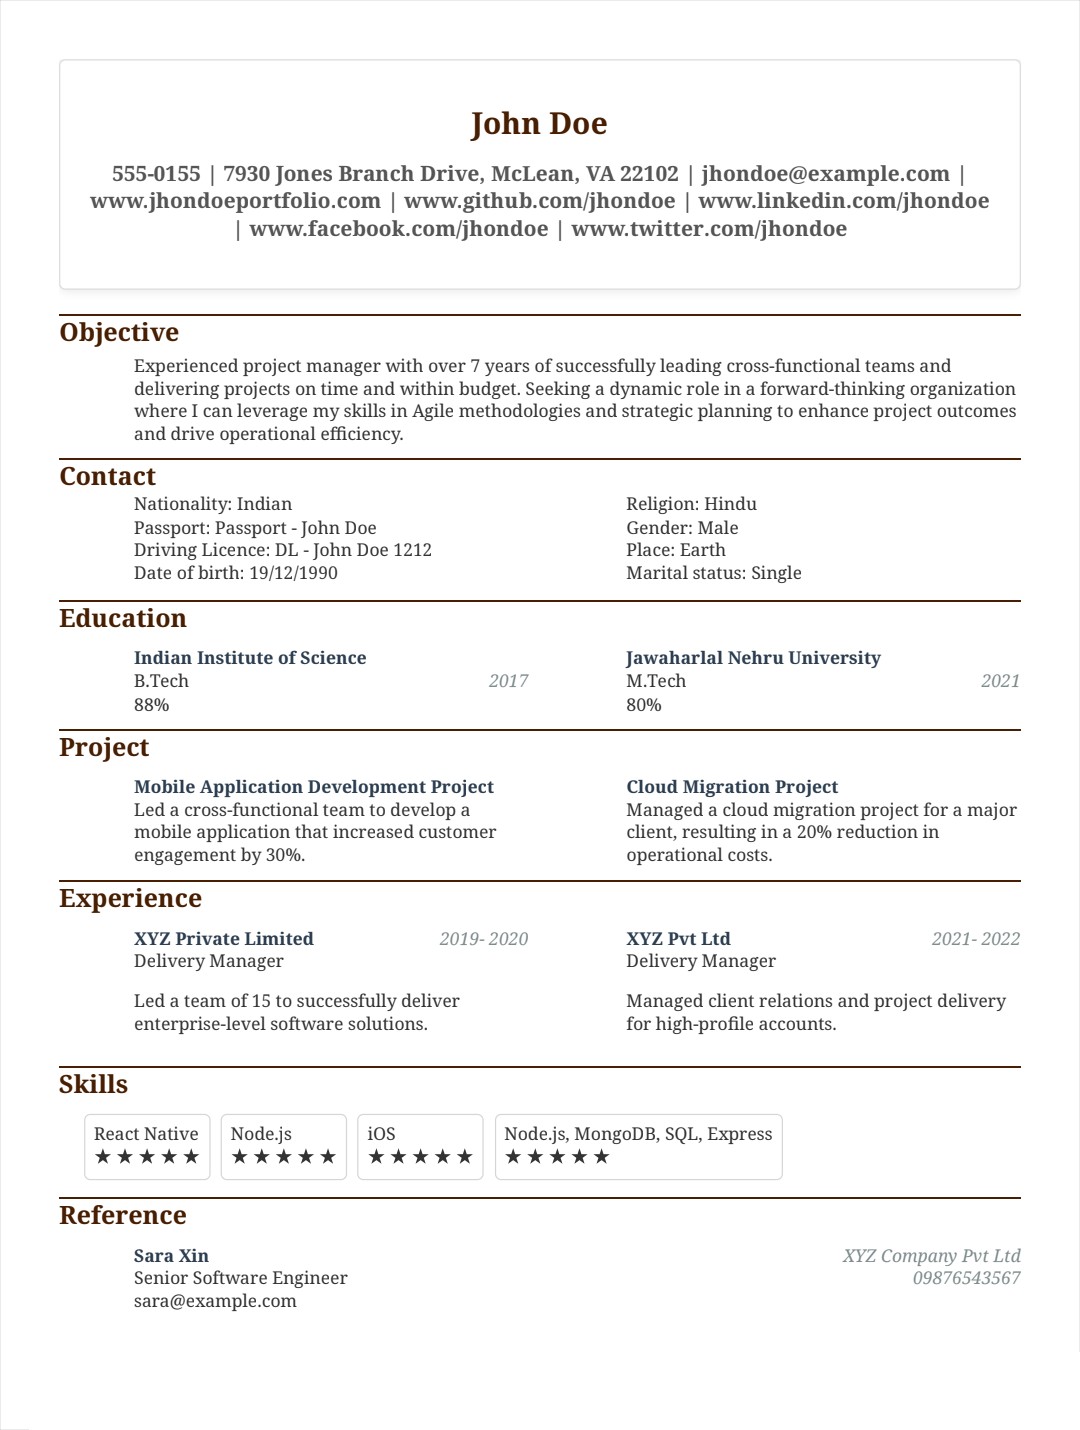 John Doe
555-0155 | 7930 Jones Branch Drive, McLean, VA 22102 | jhondoe@example.com |
www.jhondoeportfolio.com | www.github.com/jhondoe | www.linkedin.com/jhondoe
| www.facebook.com/jhondoe | www.twitter.com/jhondoe
Objective
Experienced project manager with over 7 years of successfully leading cross-functional teams and
delivering projects on time and within budget. Seeking a dynamic role in a forward-thinking organization
where I can leverage my skills in Agile methodologies and strategic planning to enhance project outcomes
and drive operational efficiency.
Contact
Nationality: Indian
Passport: Passport - John Doe
Driving Licence: DL - John Doe 1212
Date of birth: 19/12/1990
Religion: Hindu
Gender: Male
Place: Earth
Marital status: Single
Education
Indian Institute of Science
B.Tech 2017
88%
Jawaharlal Nehru University
M.Tech 2021
80%
Project
Mobile Application Development Project
Led a cross-functional team to develop a
mobile application that increased customer
engagement by 30%.
Cloud Migration Project
Managed a cloud migration project for a major
client, resulting in a 20% reduction in
operational costs.
Experience
XYZ Private Limited 2019- 2020
Delivery Manager
Led a team of 15 to successfully deliver
enterprise-level software solutions.
XYZ Pvt Ltd 2021- 2022
Delivery Manager
Managed client relations and project delivery
for high-profile accounts.
Skills
React Native
★ ★ ★ ★ ★
Node.js
★ ★ ★ ★ ★
iOS
★ ★ ★ ★ ★
Node.js, MongoDB, SQL, Express
★ ★ ★ ★ ★
Reference
Sara Xin XYZ Company Pvt Ltd
Senior Software Engineer 09876543567
sara@example.com